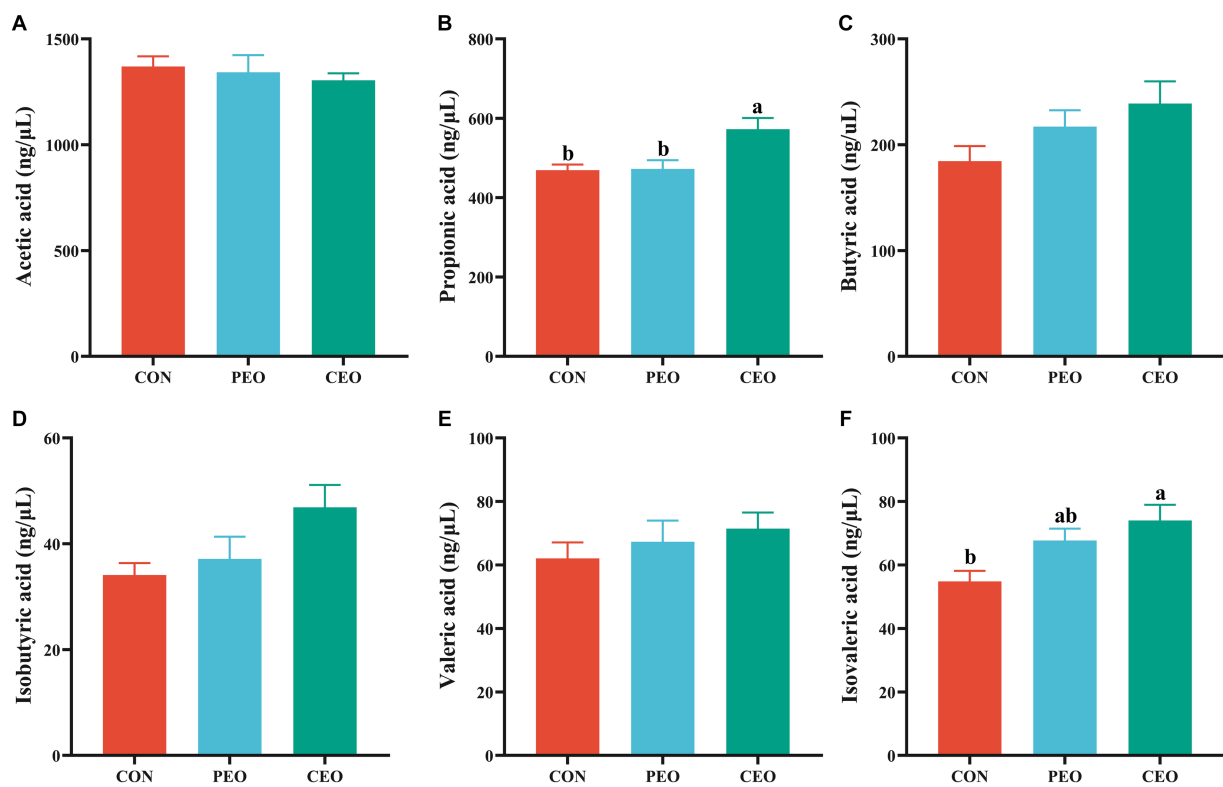 A
Acetic acid (ng/μL)
1500
1000
500
0
CON PEO CEO
B
Propionic acid (ng/μL)
800
600
400
200
0
b b a
CON PEO CEO
C
Butyric acid (ng/uL)
300
200
100
0
CON PEO CEO
D
Isobutyric acid (ng/μL)
60
40
20
0
CON PEO CEO
E
Valeric acid (ng/μL)
100
80
60
40
20
0
CON PEO CEO
F
Isovaleric acid (ng/μL)
100
80
60
40
20
0
b ab a
CON PEO CEO